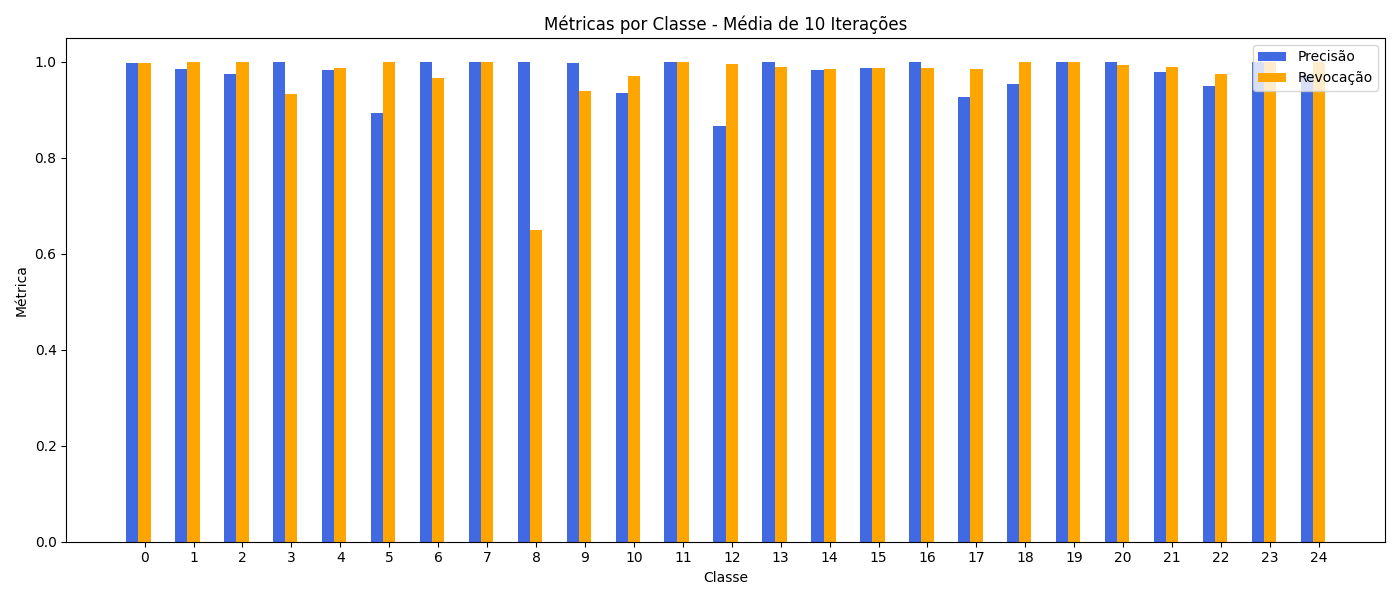 Métricas por Classe - Média de 10 Iterações
Precisão
Revocação
1.0
0.8
0.6
0.4
0.2
0.0
Métrica
0 1 2 3 4 5 6 7 8 9 10 11 12 13 14 15 16 17 18 19 20 21 22 23 24
Classe